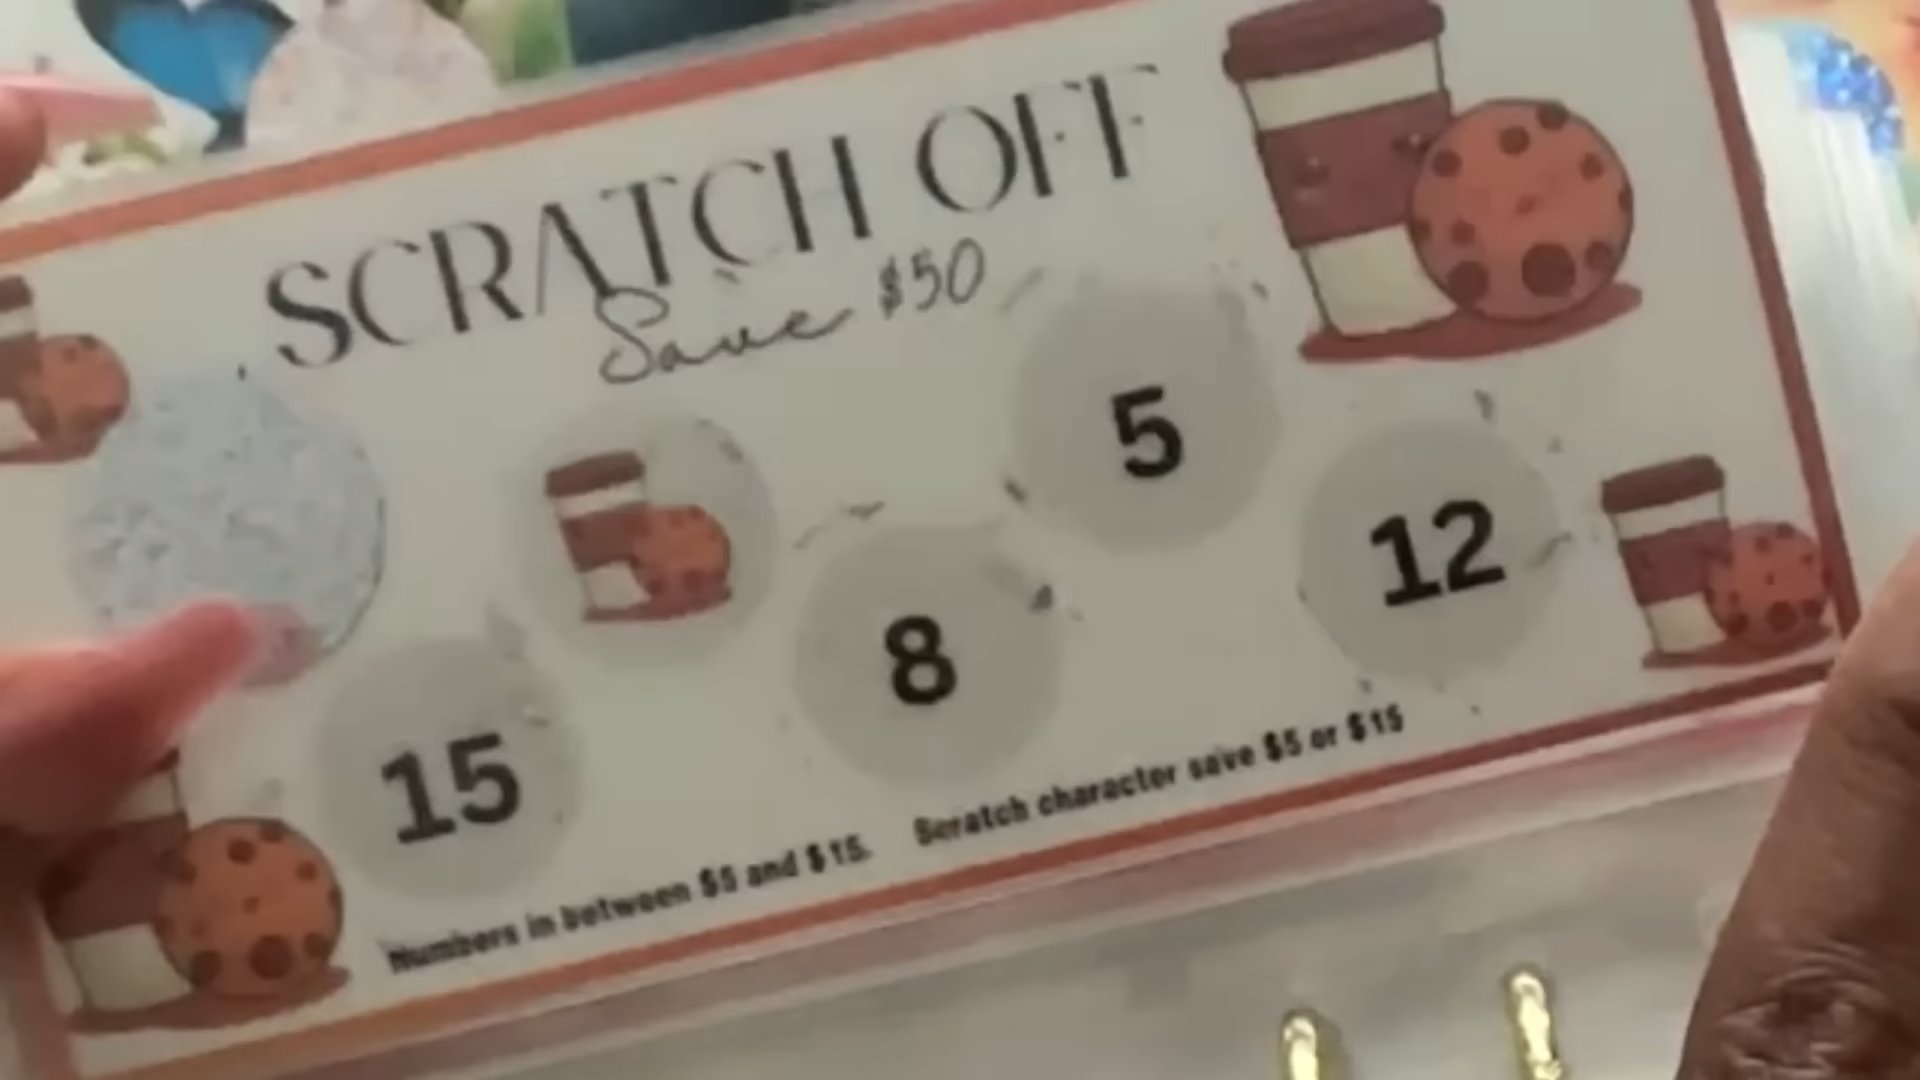 SCRATCH OFF
Save $50
5
12
8
15
Numbers in between $5 and $15. Scratch character save $5 or $15